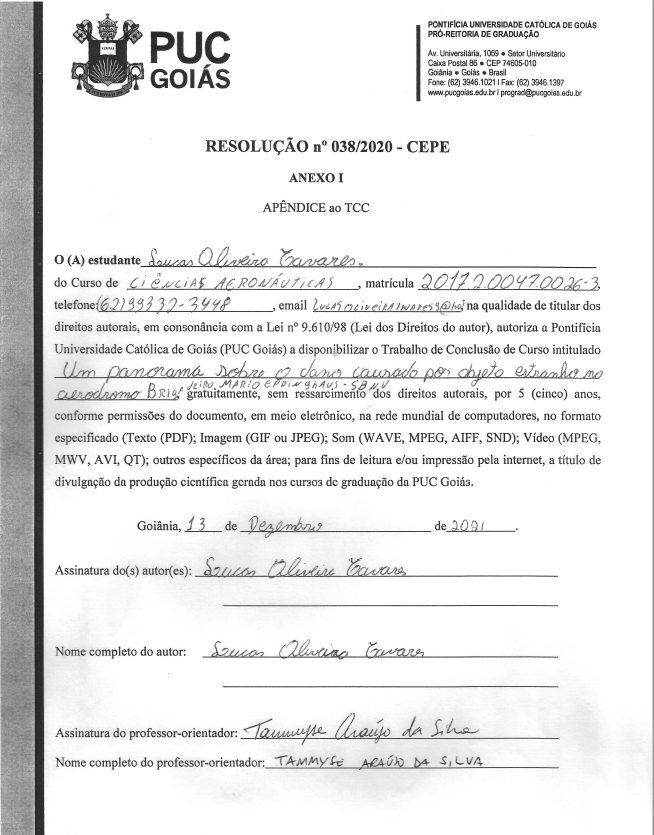 PUC
GOIÁS
PONTIFÍCIA UNIVERSIDADE CATÓLICA DE GOIÁS
PRÓ-REITORIA DE GRADUAÇÃO
Av. Universitária, 1069 ● Setor Universitário
Caixa Postal 86 ● CEP 74605-010
Goiânia ● Goiás ● Brasil
Fone: (62) 3946.1021 I Fax: (62) 3946.1397
www.pucgoias.edu.br I prograd@pucgoias.edu.br
RESOLUÇÃO nº 038/2020 - CEPE
ANEXO I
APÊNDICE ao TCC
O (A) estudante Lucas Oliveira Tavares
do Curso de CIÊNCIAS AERONÁUTICAS, matrícula 2017.2.0047.0026-3
telefone: (62)99332-3448, email na qualidade de titular dos
direitos autorais, em consonância com a Lei nº 9.610/98 (Lei dos Direitos do autor), autoriza a Pontifícia
Universidade Católica de Goiás (PUC Goiás) a disponibilizar o Trabalho de Conclusão de Curso intitulado
Um panorama sobre o dano causado por objeto estranho no
aerodromo BRIGADEIRO MARIO EPPINGHAUS - SBNV gratuitamente, sem ressarcimento dos direitos autorais, por 5 (cinco) anos,
conforme permissões do documento, em meio eletrônico, na rede mundial de computadores, no formato
especificado (Texto (PDF); Imagem (GIF ou JPEG); Som (WAVE, MPEG, AIFF, SND); Vídeo (MPEG,
MWV, AVI, QT); outros específicos da área; para fins de leitura e/ou impressão pela internet, a título de
divulgação da produção científica gerada nos cursos de graduação da PUC Goiás.
Goiânia, 13 de Dezembro de 2021.
Assinatura do(s) autor(es): Lucas Oliveira Tavares
Nome completo do autor: Lucas Oliveira Tavares
Assinatura do professor-orientador: Tammyse Araújo da Silva
Nome completo do professor-orientador: TAMMYSE ARAÚJO DA SILVA